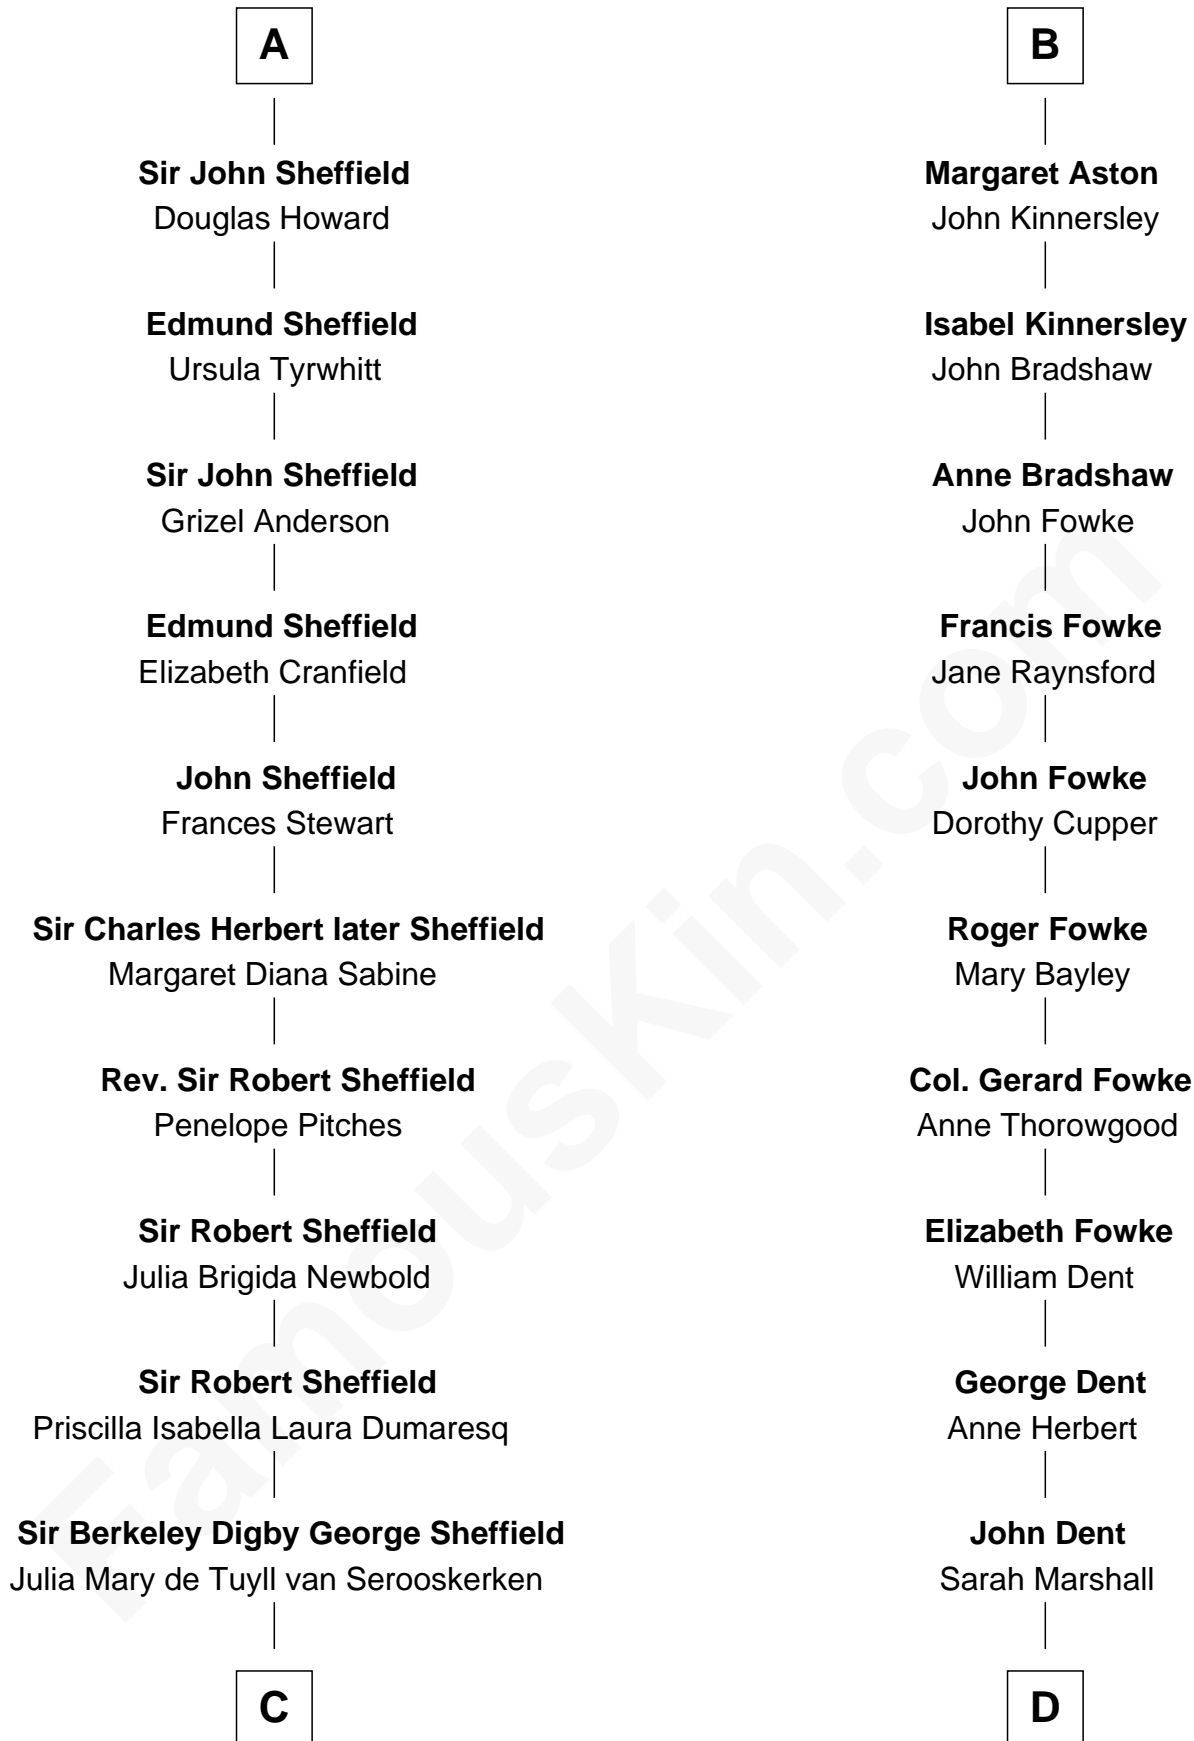 A
Sir John Sheffield
Douglas Howard
Edmund Sheffield
Ursula Tyrwhitt
Sir John Sheffield
Grizel Anderson
Edmund Sheffield
Elizabeth Cranfield
John Sheffield
Frances Stewart
Sir Charles Herbert later Sheffield
Margaret Diana Sabine
Rev. Sir Robert Sheffield
Penelope Pitches
Sir Robert Sheffield
Julia Brigida Newbold
Sir Robert Sheffield
Priscilla Isabella Laura Dumaresq
Sir Berkeley Digby George Sheffield
Julia Mary de Tuyll van Serooskerken
C
B
Margaret Aston
John Kinnersley
Isabel Kinnersley
John Bradshaw
Anne Bradshaw
John Fowke
Francis Fowke
Jane Raynsford
John Fowke
Dorothy Cupper
Roger Fowke
Mary Bayley
Col. Gerard Fowke
Anne Thorowgood
Elizabeth Fowke
William Dent
George Dent
Anne Herbert
John Dent
Sarah Marshall
D
FamousKin.com